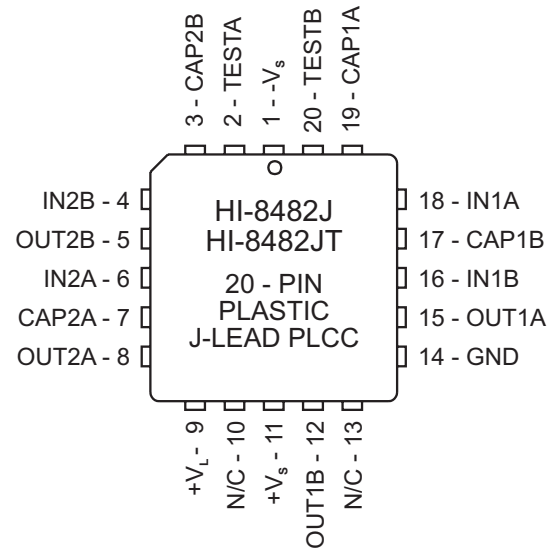 3 - CAP2B
2 - TESTA
1 - -Vs
20 - TESTB
19 - CAP1A
IN2B - 4
OUT2B - 5
IN2A - 6
CAP2A - 7
OUT2A - 8
HI-8482J
HI-8482JT
20 - PIN
PLASTIC
J-LEAD PLCC
18 - IN1A
17 - CAP1B
16 - IN1B
15 - OUT1A
14 - GND
+VL - 9
N/C - 10
+Vs - 11
OUT1B - 12
N/C - 13